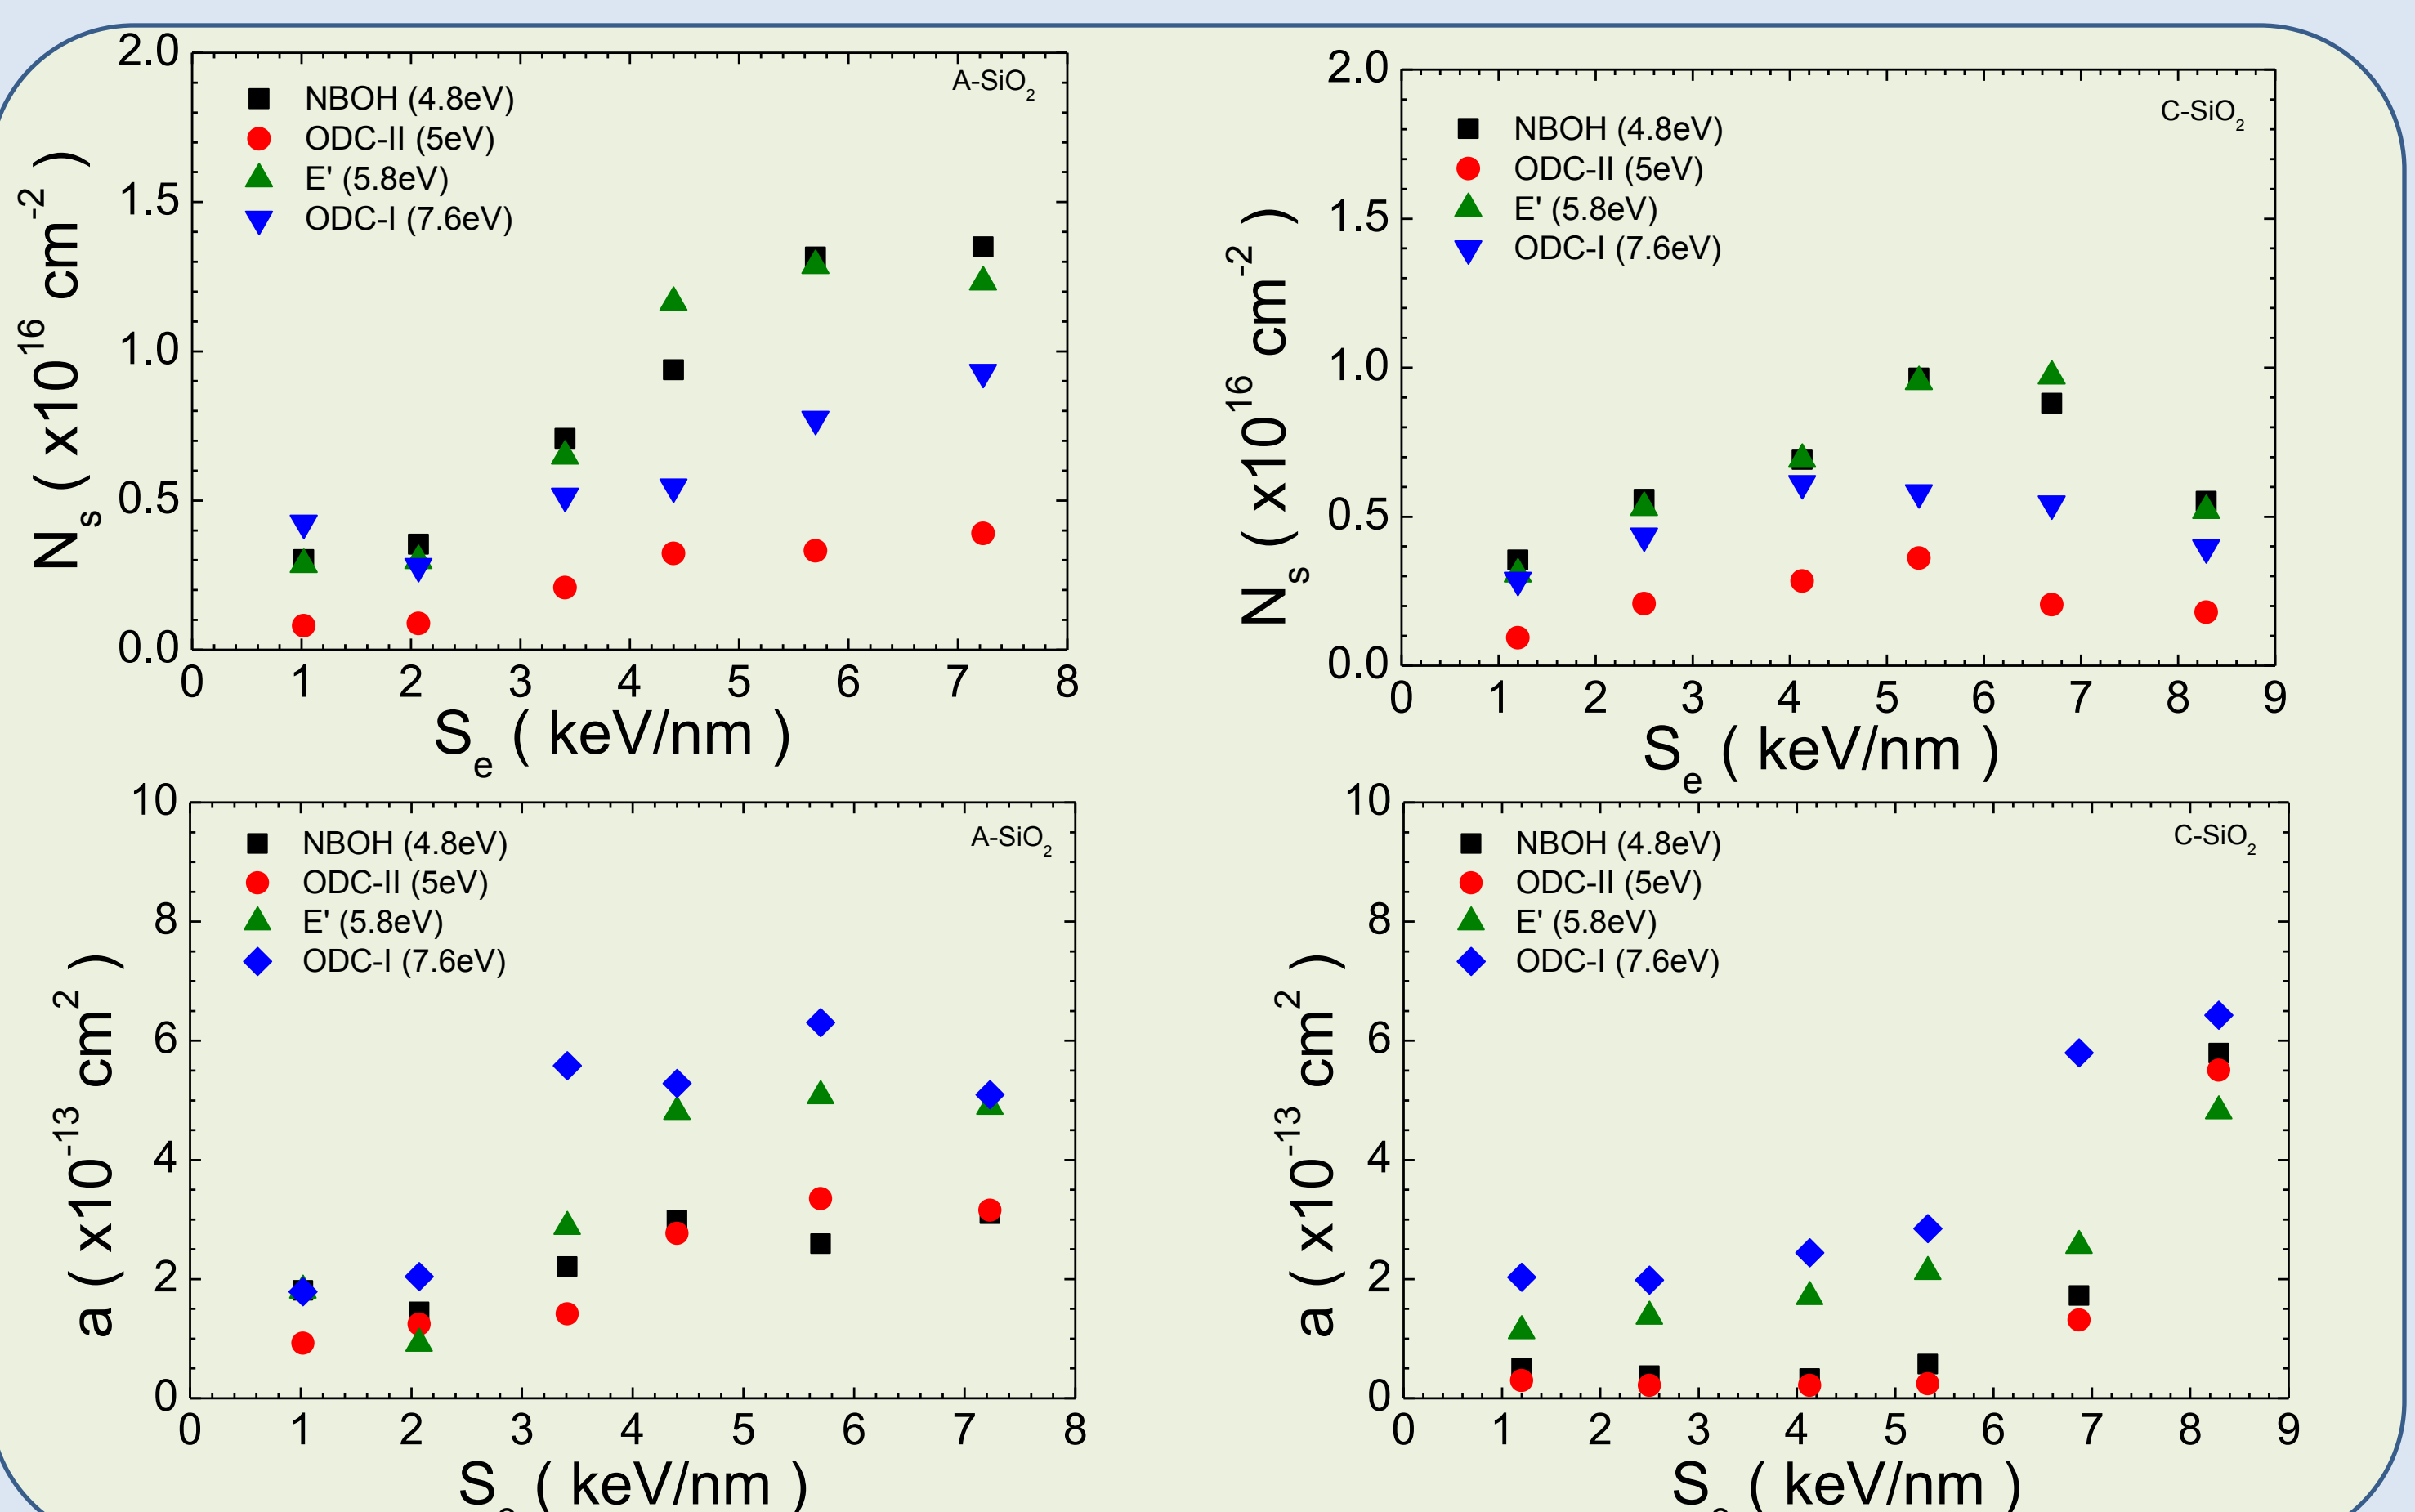 A-SiO2
NBOH (4.8eV)
ODC-II (5eV)
E' (5.8eV)
ODC-I (7.6eV)
Ns ( x10^16 cm^-2 )
2.0
1.5
1.0
0.5
0.0
0 1 2 3 4 5 6 7 8
Se ( keV/nm )
C-SiO2
NBOH (4.8eV)
ODC-II (5eV)
E' (5.8eV)
ODC-I (7.6eV)
Ns ( x10^16 cm^-2 )
2.0
1.5
1.0
0.5
0.0
0 1 2 3 4 5 6 7 8 9
Se ( keV/nm )
A-SiO2
NBOH (4.8eV)
ODC-II (5eV)
E' (5.8eV)
ODC-I (7.6eV)
a ( x10^-13 cm^2 )
10
8
6
4
2
0
0 1 2 3 4 5 6 7 8
Se ( keV/nm )
C-SiO2
NBOH (4.8eV)
ODC-II (5eV)
E' (5.8eV)
ODC-I (7.6eV)
a ( x10^-13 cm^2 )
10
8
6
4
2
0
0 1 2 3 4 5 6 7 8 9
Se ( keV/nm )